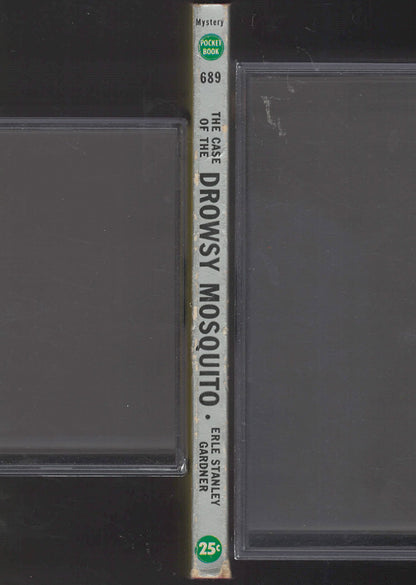 Mystery
POCKET
BOOK
689
THE CASE
OF THE
DROWSY MOSQUITO •
ERLE STANLEY
GARDNER
25¢